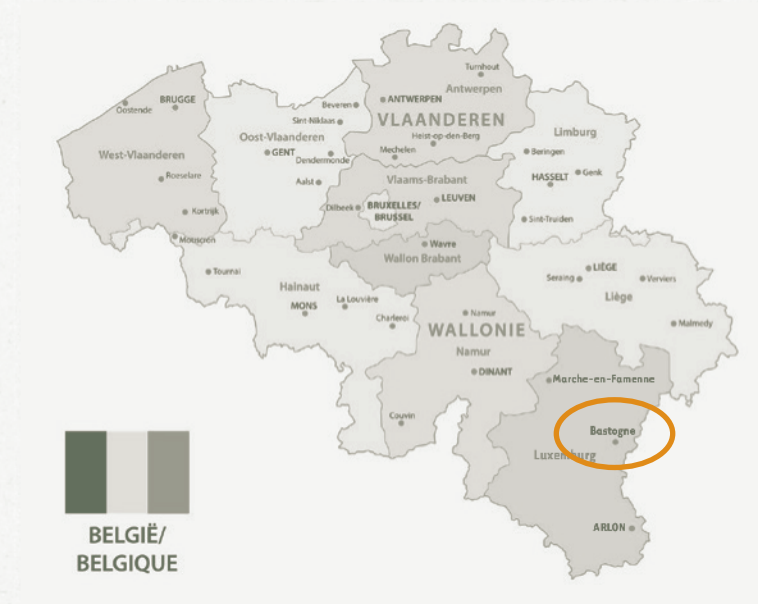 Turnhout
Antwerpen
BRUGGE
Oostende
Beveren
ANTWERPEN
VLAANDEREN
Sint-Niklaas
Oost-Vlaanderen
Heist-op-den-Berg
Limburg
West-Vlaanderen
GENT
Dendermonde
Mechelen
Beringen
Roeselare
Aalst
Vlaams-Brabant
HASSELT
Genk
Kortrijk
Dilbeek
BRUXELLES/
BRUSSEL
LEUVEN
Sint-Truiden
Mouscron
Wavre
Wallon Brabant
Tournai
LIÈGE
Seraing
Verviers
Hainaut
Liège
MONS
La Louvière
Charleroi
Namur
WALLONIE
Malmedy
Namur
DINANT
Marche-en-Famenne
Couvin
Bastogne
Luxemburg
ARLON
BELGIË/
BELGIQUE